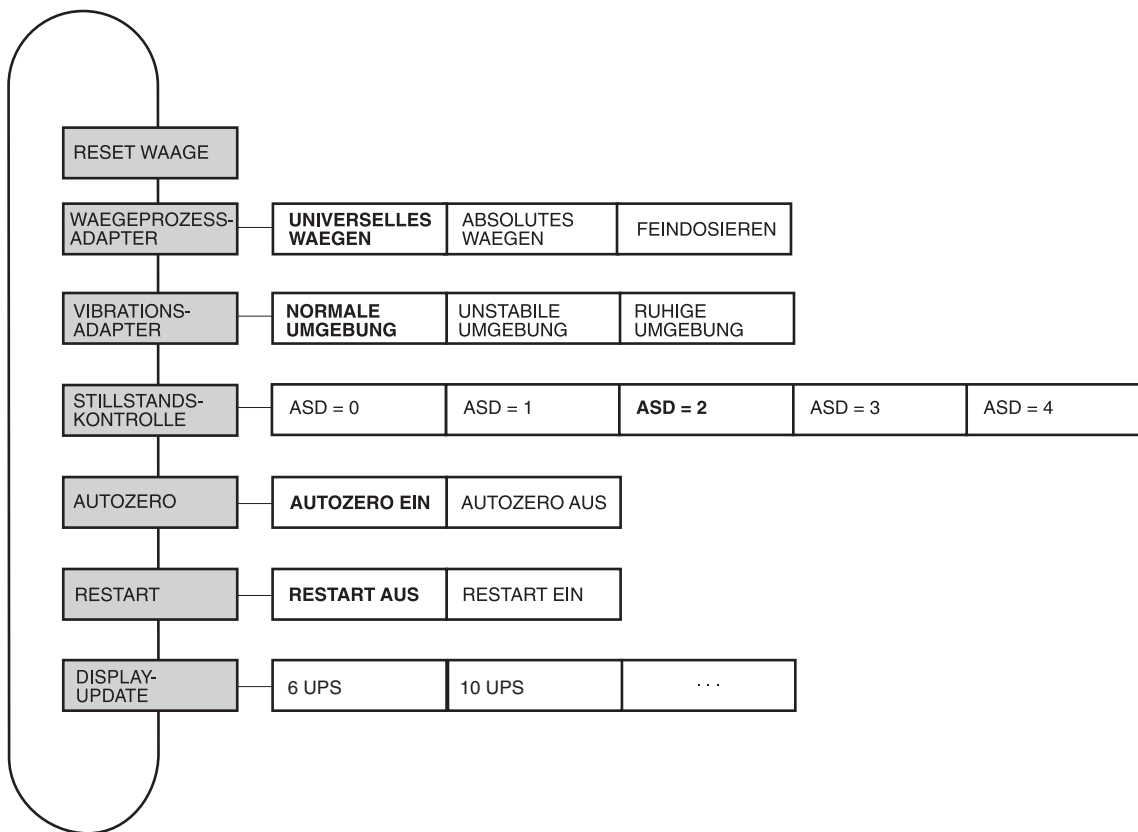 RESET WAAGE
WAEGEPROZESS-
ADAPTER
UNIVERSELLES
WAEGEN
ABSOLUTES
WAEGEN
FEINDOSIEREN
VIBRATIONS-
ADAPTER
NORMALE
UMGEBUNG
UNSTABILE
UMGEBUNG
RUHIGE
UMGEBUNG
STILLSTANDS-
KONTROLLE
ASD = 0
ASD = 1
ASD = 2
ASD = 3
ASD = 4
AUTOZERO
AUTOZERO EIN
AUTOZERO AUS
RESTART
RESTART AUS
RESTART EIN
DISPLAY-
UPDATE
6 UPS
10 UPS
. . .